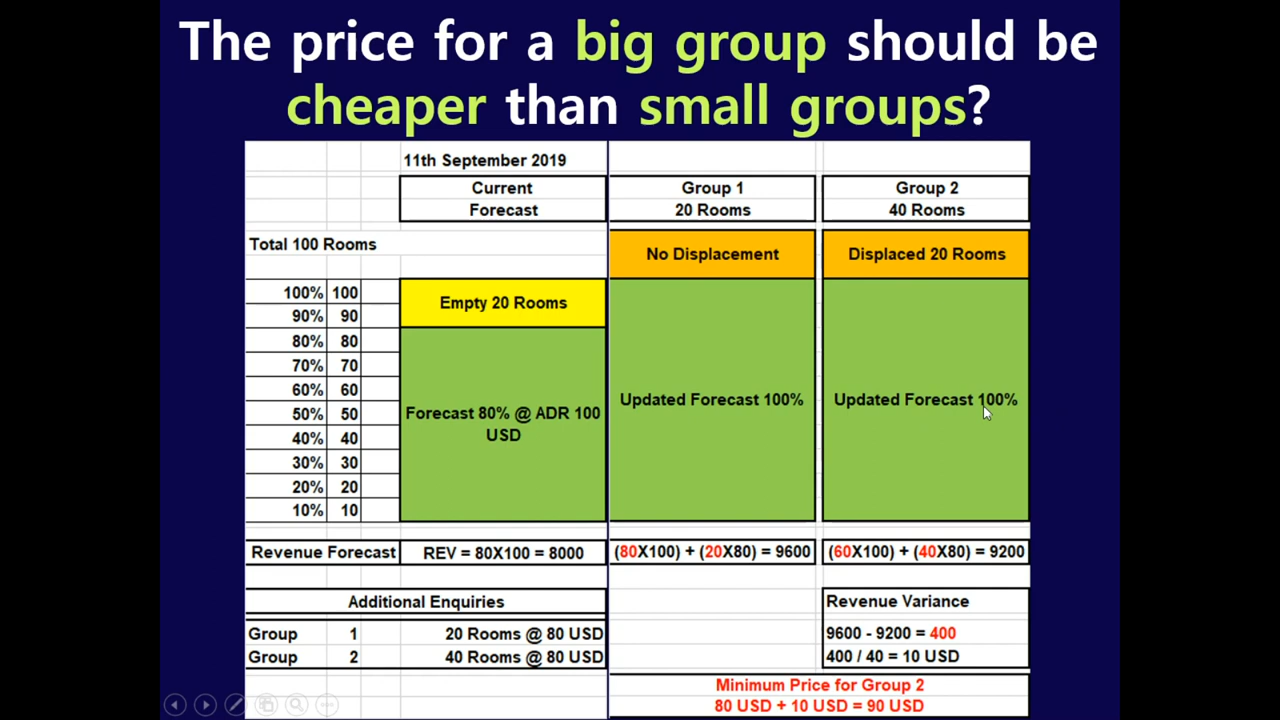 The price for a big group should be
cheaper than small groups?
11th September 2019
Current
Forecast
Group 1
20 Rooms
Group 2
40 Rooms
Total 100 Rooms
No Displacement
Displaced 20 Rooms
100% 100
90% 90
80% 80
70% 70
60% 60
50% 50
40% 40
30% 30
20% 20
10% 10
Empty 20 Rooms
Forecast 80% @ ADR 100
USD
Updated Forecast 100%
Updated Forecast 100%
Revenue Forecast
REV = 80X100 = 8000
(80X100) + (20X80) = 9600
(60X100) + (40X80) = 9200
Additional Enquiries
Group 1 20 Rooms @ 80 USD
Group 2 40 Rooms @ 80 USD
Revenue Variance
9600 - 9200 = 400
400 / 40 = 10 USD
Minimum Price for Group 2
80 USD + 10 USD = 90 USD